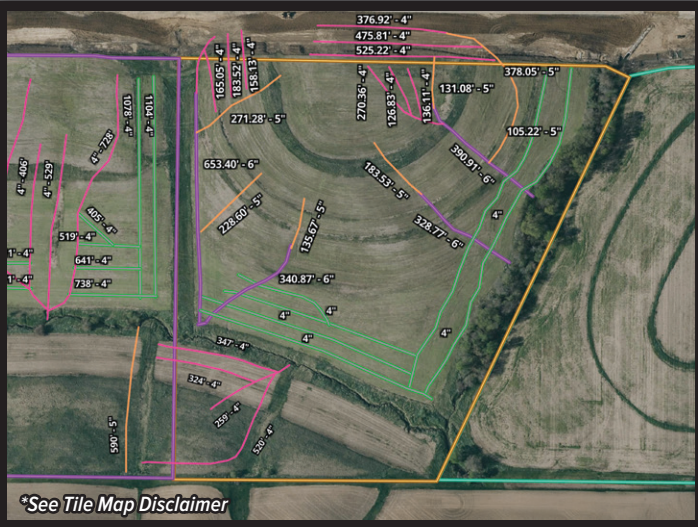 376.92' - 4"
475.81' - 4"
525.22' - 4"
165.05' - 4"
183.52' - 4"
158.13' - 4"
378.05' - 5"
270.36' - 4"
126.83' - 4"
136.11' - 4"
131.08' - 5"
1078 - 4"
1104 - 4"
271.28' - 5"
105.22' - 5"
4" - 728'
4" - 406'
4" - 529'
653.40' - 6"
390.91' - 6"
183.53' - 5"
228.60' - 5"
405' - 4"
4"
328.77' - 6"
135.67' - 5"
519' - 4"
1' - 4"
641' - 4"
1' - 4"
738' - 4"
340.87' - 6"
4"
4"
4"
4"
347' - 4"
324' - 4"
259' - 4"
520' - 4"
590' - 5"
*See Tile Map Disclaimer